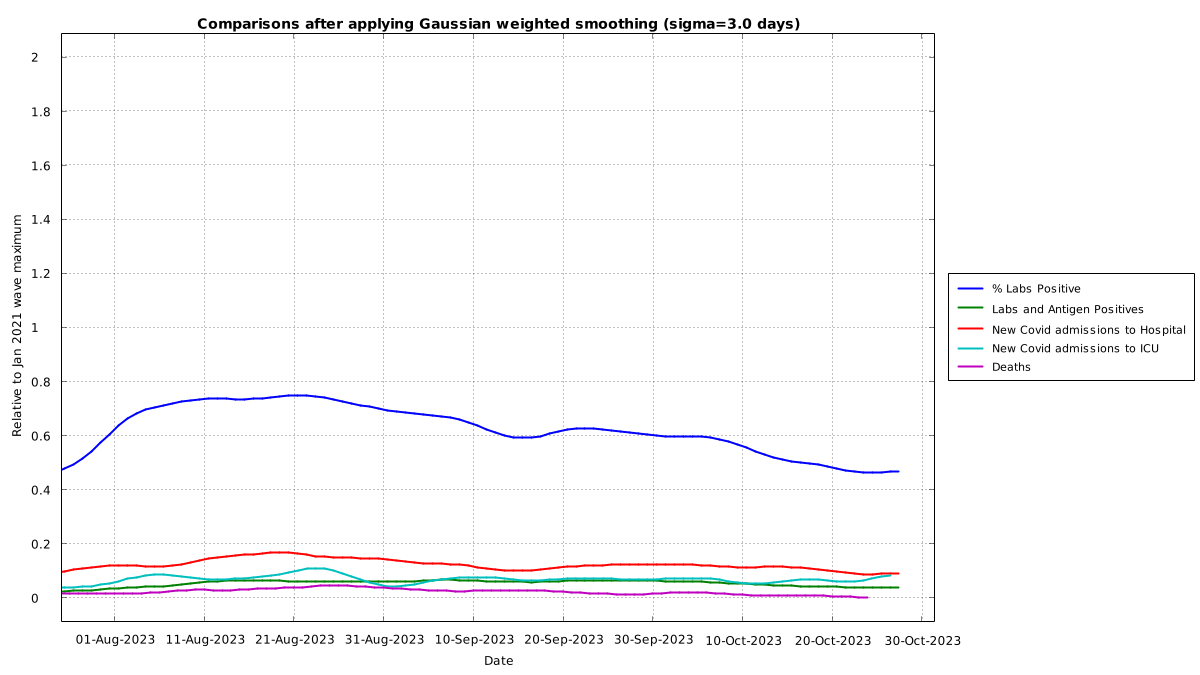 Comparisons after applying Gaussian weighted smoothing (sigma=3.0 days)
Relative to Jan 2021 wave maximum
2
1.8
1.6
1.4
1.2
1
0.8
0.6
0.4
0.2
0
01-Aug-2023 11-Aug-2023 21-Aug-2023 31-Aug-2023 10-Sep-2023 20-Sep-2023 30-Sep-2023 10-Oct-2023 20-Oct-2023 30-Oct-2023
Date
% Labs Positive
Labs and Antigen Positives
New Covid admissions to Hospital
New Covid admissions to ICU
Deaths